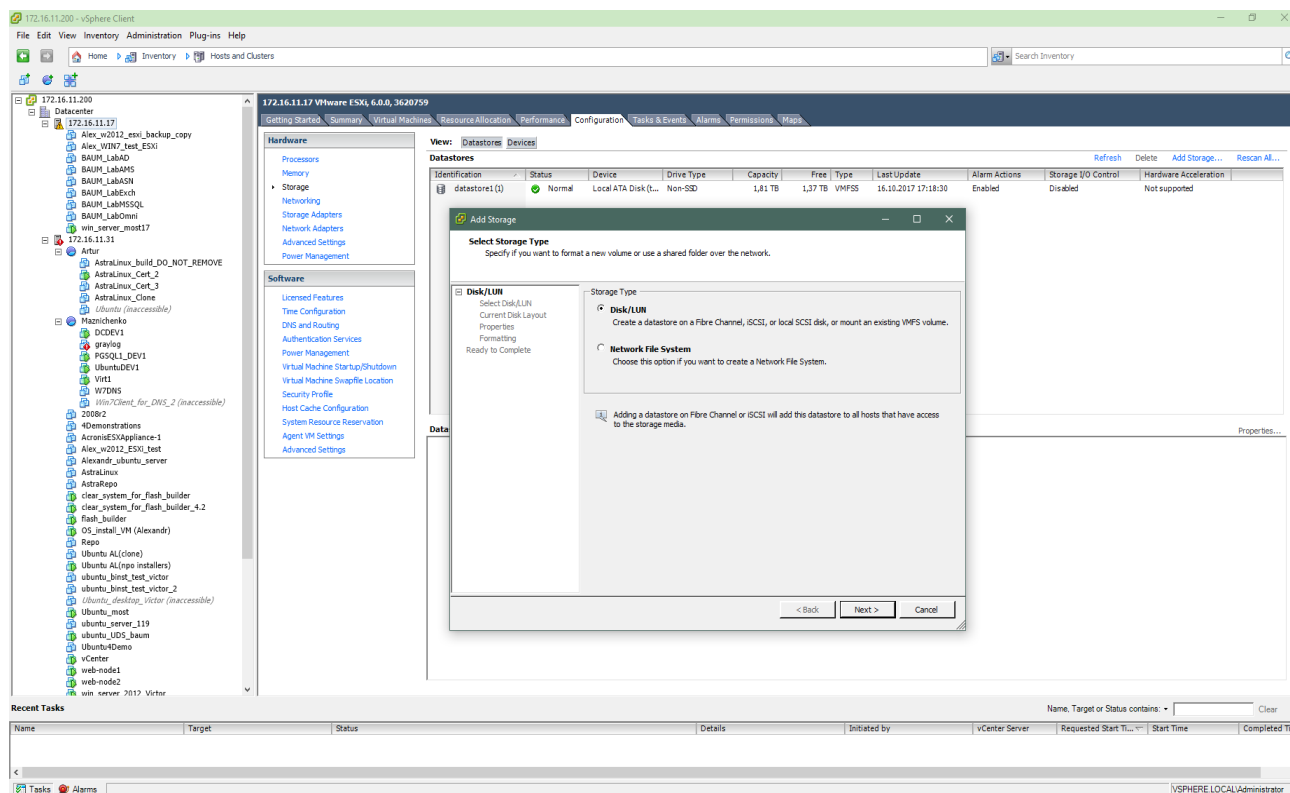 172.16.11.200 - vSphere Client
File Edit View Inventory Administration Plug-ins Help
Home Inventory Hosts and Clusters
Search Inventory
172.16.11.200
Datacenter
172.16.11.17
Alex_w2012_esxi_backup_copy
Alex_WIN7_test_ESXi
BAUM_LabAD
BAUM_LabAMS
BAUM_LabASN
BAUM_LabExch
BAUM_LabMSSQL
BAUM_LabOmni
win_server_most17
172.16.11.31
Artur
AstraLinux_build_DO_NOT_REMOVE
AstraLinux_Cert_2
AstraLinux_Cert_3
AstraLinux_Clone
Ubuntu (inaccessible)
Maznichenko
DCDEV1
graylog
PGSQL1_DEV1
UbuntuDEV1
Virt1
W7DNS
Win7Client_for_DNS_2 (inaccessible)
2008r2
4Demonstrations
AcronisESXAppliance-1
Alex_w2012_ESXi_test
Alexandr_ubuntu_server
AstraLinux
AstraRepo
clear_system_for_flash_builder
clear_system_for_flash_builder_4.2
flash_builder
OS_install_VM (Alexandr)
Repo
Ubuntu AL(clone)
Ubuntu AL(npo installers)
ubuntu_binst_test_victor
ubuntu_binst_test_victor_2
Ubuntu_desktop_Victor (inaccessible)
Ubuntu_most
ubuntu_server_119
ubuntu_UDS_baum
Ubuntu4Demo
vCenter
web-node1
web-node2
win_server_2012_Victor
172.16.11.17 VMware ESXi, 6.0.0, 3620759
Getting Started Summary Virtual Machines Resource Allocation Performance Configuration Tasks & Events Alarms Permissions Maps
Hardware
Processors
Memory
Storage
Networking
Storage Adapters
Network Adapters
Advanced Settings
Power Management
Software
Licensed Features
Time Configuration
DNS and Routing
Authentication Services
Power Management
Virtual Machine Startup/Shutdown
Virtual Machine Swapfile Location
Security Profile
Host Cache Configuration
System Resource Reservation
Agent VM Settings
Advanced Settings
View: Datastores Devices
Datastores Refresh Delete Add Storage... Rescan All...
Identification Status Device Drive Type Capacity Free Type Last Update Alarm Actions Storage I/O Control Hardware Acceleration
datastore1 (1) Normal Local ATA Disk (t... Non-SSD 1,81 TB 1,37 TB VMFS5 16.10.2017 17:18:30 Enabled Disabled Not supported
Data
Properties...
Add Storage
Select Storage Type
Specify if you want to format a new volume or use a shared folder over the network.
Disk/LUN
Select Disk/LUN
Current Disk Layout
Properties
Formatting
Ready to Complete
Storage Type
Disk/LUN
Create a datastore on a Fibre Channel, iSCSI, or local SCSI disk, or mount an existing VMFS volume.
Network File System
Choose this option if you want to create a Network File System.
Adding a datastore on Fibre Channel or iSCSI will add this datastore to all hosts that have access
to the storage media.
< Back Next > Cancel
Recent Tasks
Name, Target or Status contains: Clear
Name Target Status Details Initiated by vCenter Server Requested Start Ti... Start Time Completed Ti
Tasks Alarms
VSPHERE.LOCAL\Administrator